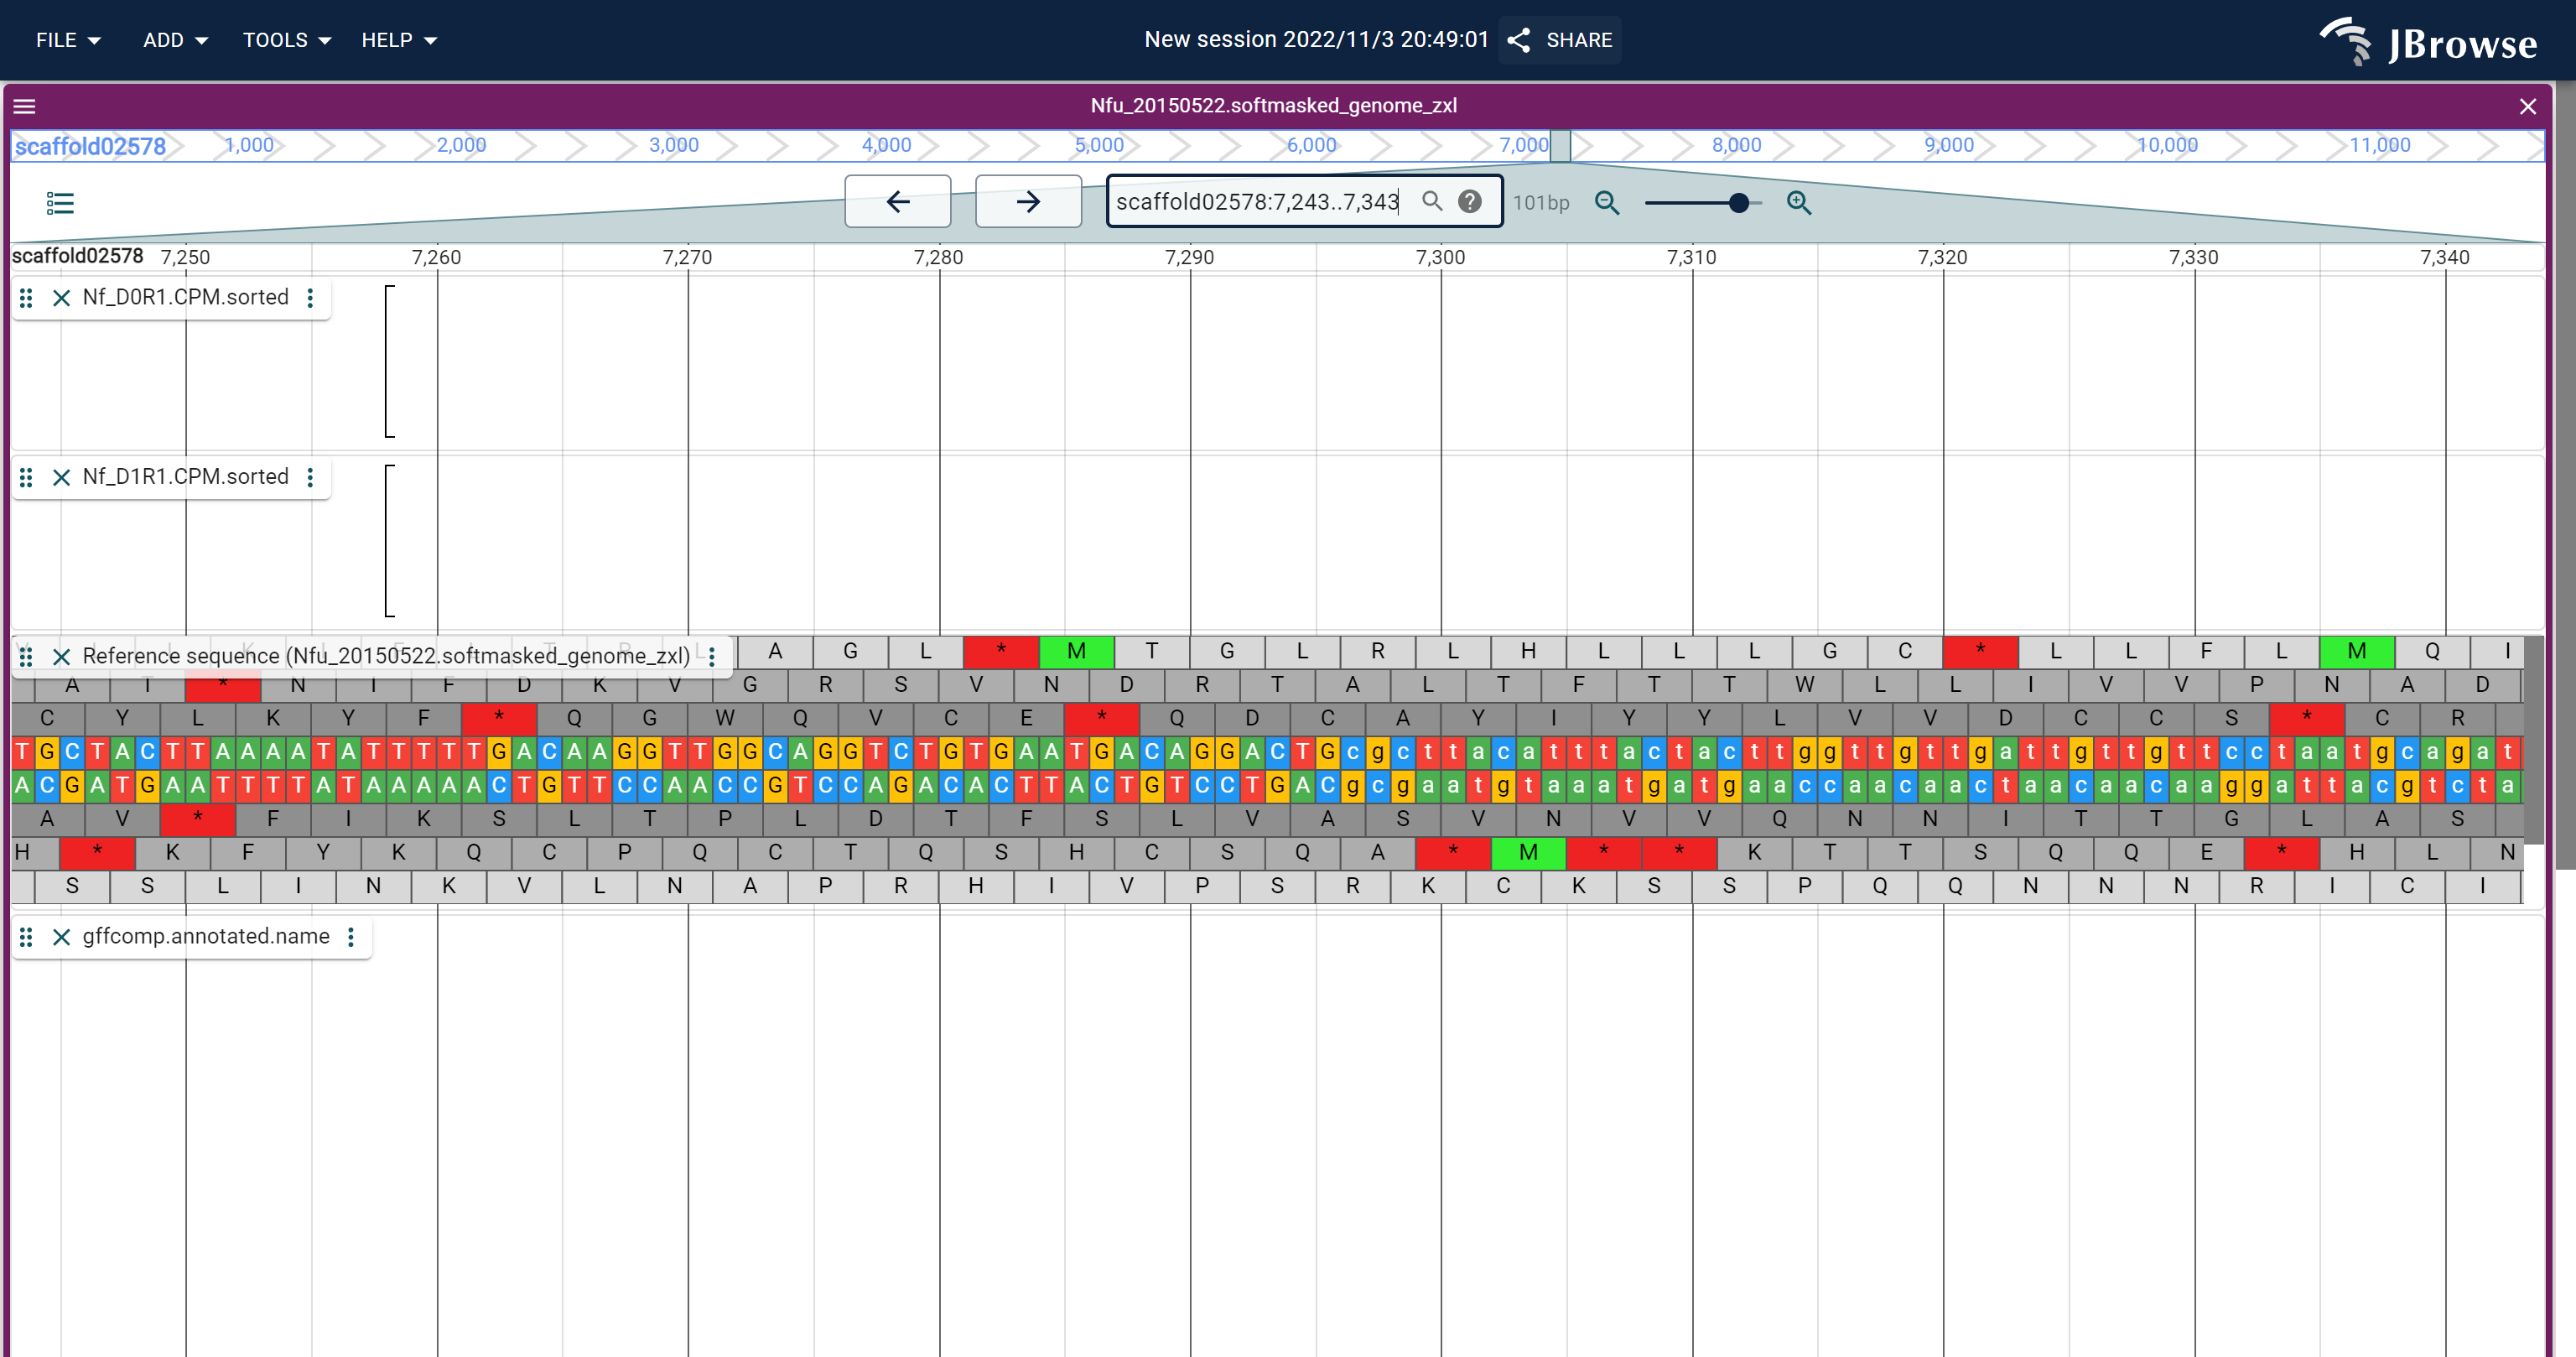 FILE ADD TOOLS HELP New session 2022/11/3 20:49:01 SHARE JBrowse
Nfu_20150522.softmasked_genome_zxl
scaffold02578 1,000 2,000 3,000 4,000 5,000 6,000 7,000 8,000 9,000 10,000 11,000
scaffold02578:7,243..7,343 ? 101bp
scaffold02578 7,250 7,260 7,270 7,280 7,290 7,300 7,310 7,320 7,330 7,340
Nf_D0R1.CPM.sorted
Nf_D1R1.CPM.sorted
Reference sequence (Nfu_20150522.softmasked_genome_zxl) A G L * M T G L R L H L L L G C * L L F L M Q I
A T * N I F D K V G R S V N D R T A L T F T T W L L I V V P N A D
C Y L K Y F * Q G W Q V C E * Q D C A Y I Y Y L V V D C C S * C R
T G C T A C T T A A A A T A T T T T T G A C A A G G T T G G C A G G T C T G T G A A T G A C A G G A C T G c g c t t a c a t t t a c t a c t t g g t t g t t g a t t g t t g t t c c t a a t g c a g a t
A C G A T G A A T T T T A T A A A A A C T G T T C C A A C C G T C C A G A C A C T T A C T G T C C T G A C g c g a a t g t a a a t g a t g a a c c a a c a a c t a a c a a c a a g g a t t a c g t c t a
A V * F I K S L T P L D T F S L V A S V N V V Q N N I T T G L A S
H * K F Y K Q C P Q C T Q S H C S Q A * M * * K T T S Q Q E * H L N
S S L I N K V L N A P R H I V P S R K C K S S P Q Q N N N R I C I
gffcomp.annotated.name